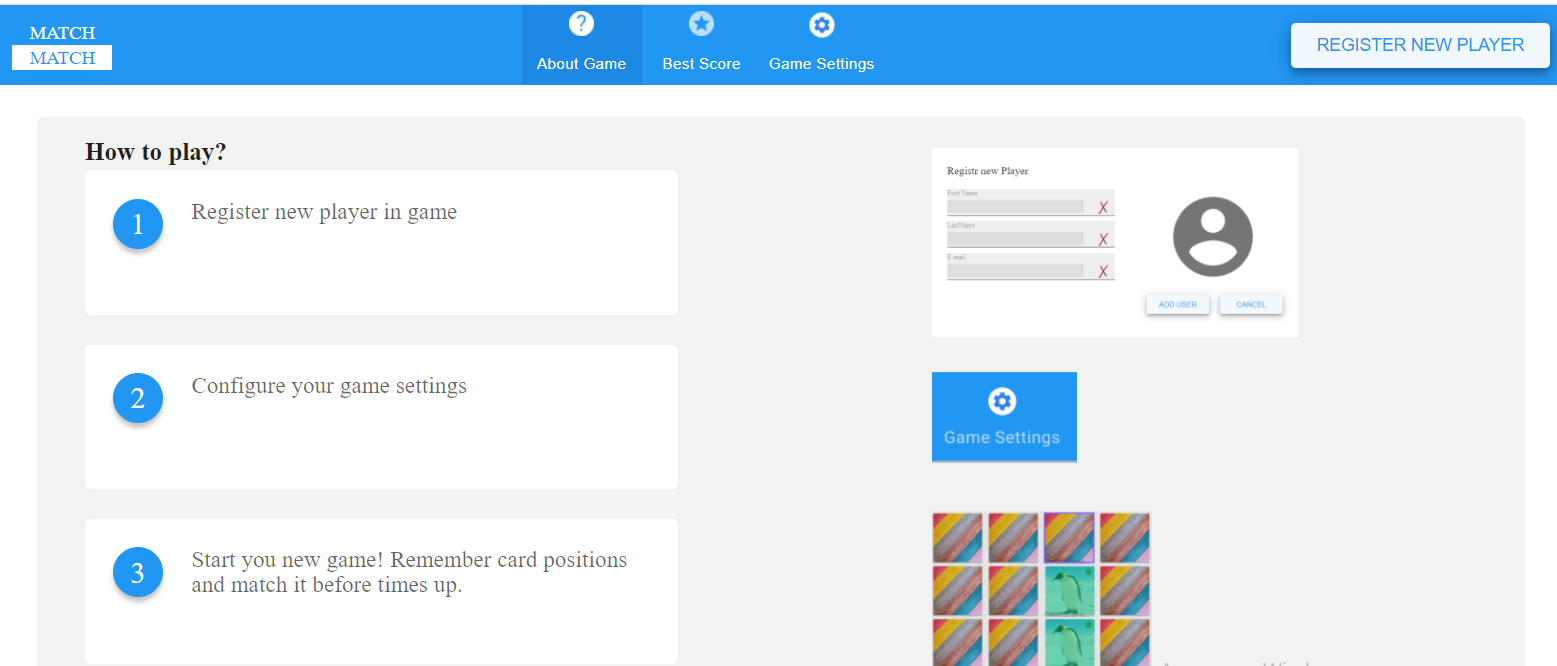 MATCH
MATCH
?
About Game
Best Score
Game Settings
REGISTER NEW PLAYER
How to play?
1
Register new player in game
2
Configure your game settings
3
Start you new game! Remember card positions
and match it before times up.
Registr new Player
First Name
X
LastName
X
E-mail
X
ADD USER
CANCEL
Game Settings